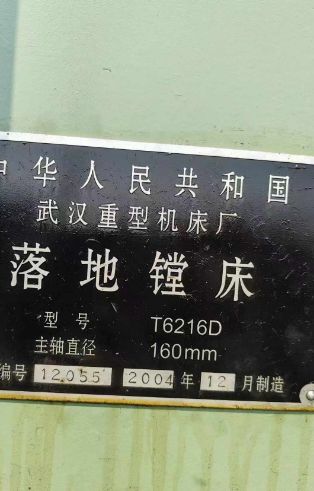 中华人民共和国
武汉重型机床厂
落地镗床
型号 T6216D
主轴直径 160mm
编号 12055 2004年12月制造